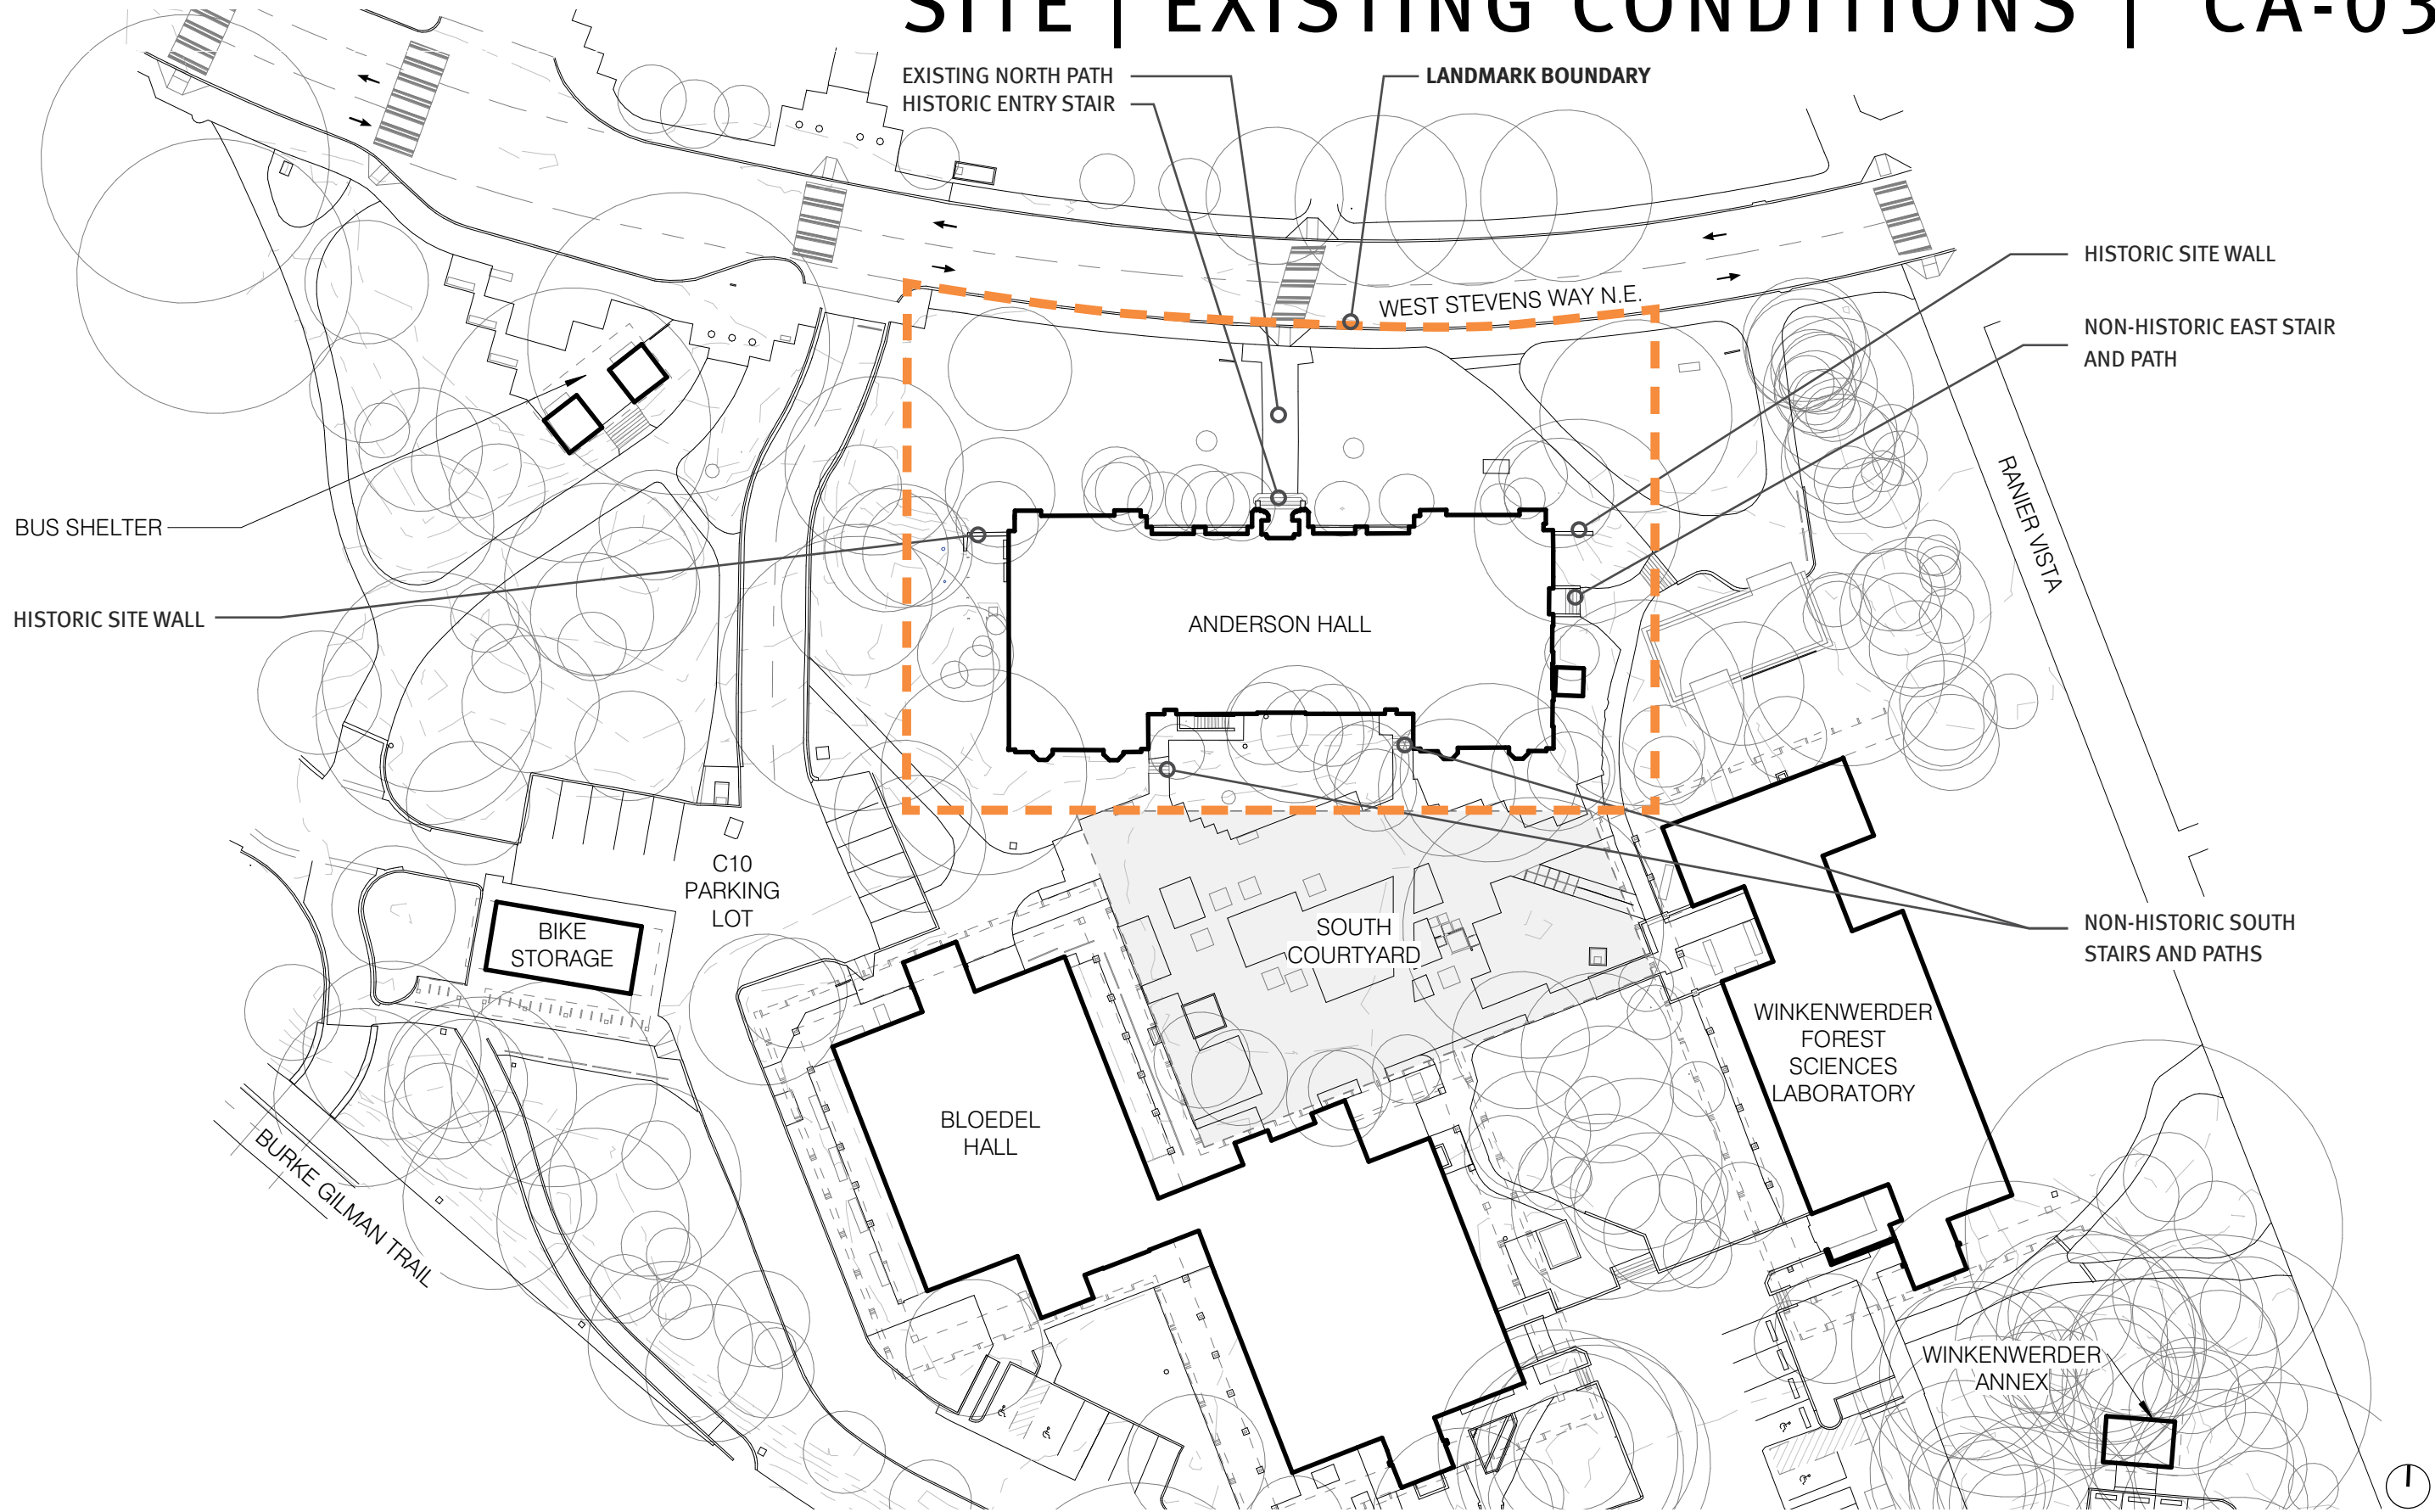 SITE | EXISTING CONDITIONS | CA-03
EXISTING NORTH PATH
HISTORIC ENTRY STAIR
LANDMARK BOUNDARY
HISTORIC SITE WALL
NON-HISTORIC EAST STAIR
AND PATH
WEST STEVENS WAY N.E.
RANIER VISTA
BUS SHELTER
HISTORIC SITE WALL
ANDERSON HALL
C10
PARKING
LOT
BIKE
STORAGE
SOUTH
COURTYARD
NON-HISTORIC SOUTH
STAIRS AND PATHS
WINKENWERDER
FOREST
SCIENCES
LABORATORY
BLOEDEL
HALL
BURKE GILMAN TRAIL
WINKENWERDER
ANNEX